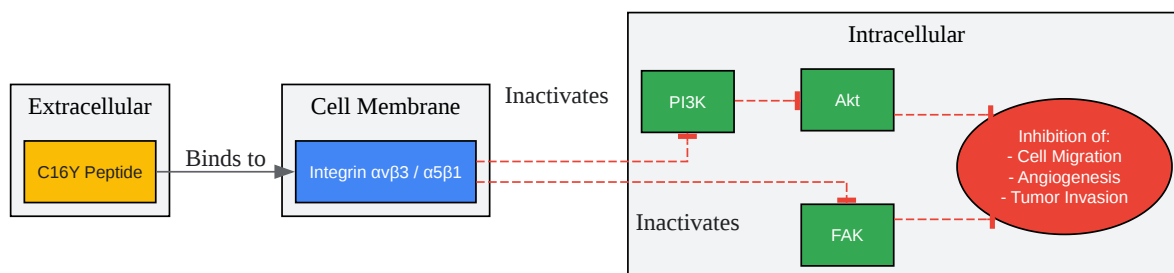 Extracellular
C16Y Peptide
Binds to
Cell Membrane
Integrin αvβ3 / α5β1
Inactivates
Inactivates
Intracellular
PI3K
Akt
FAK
Inhibition of:
- Cell Migration
- Angiogenesis
- Tumor Invasion